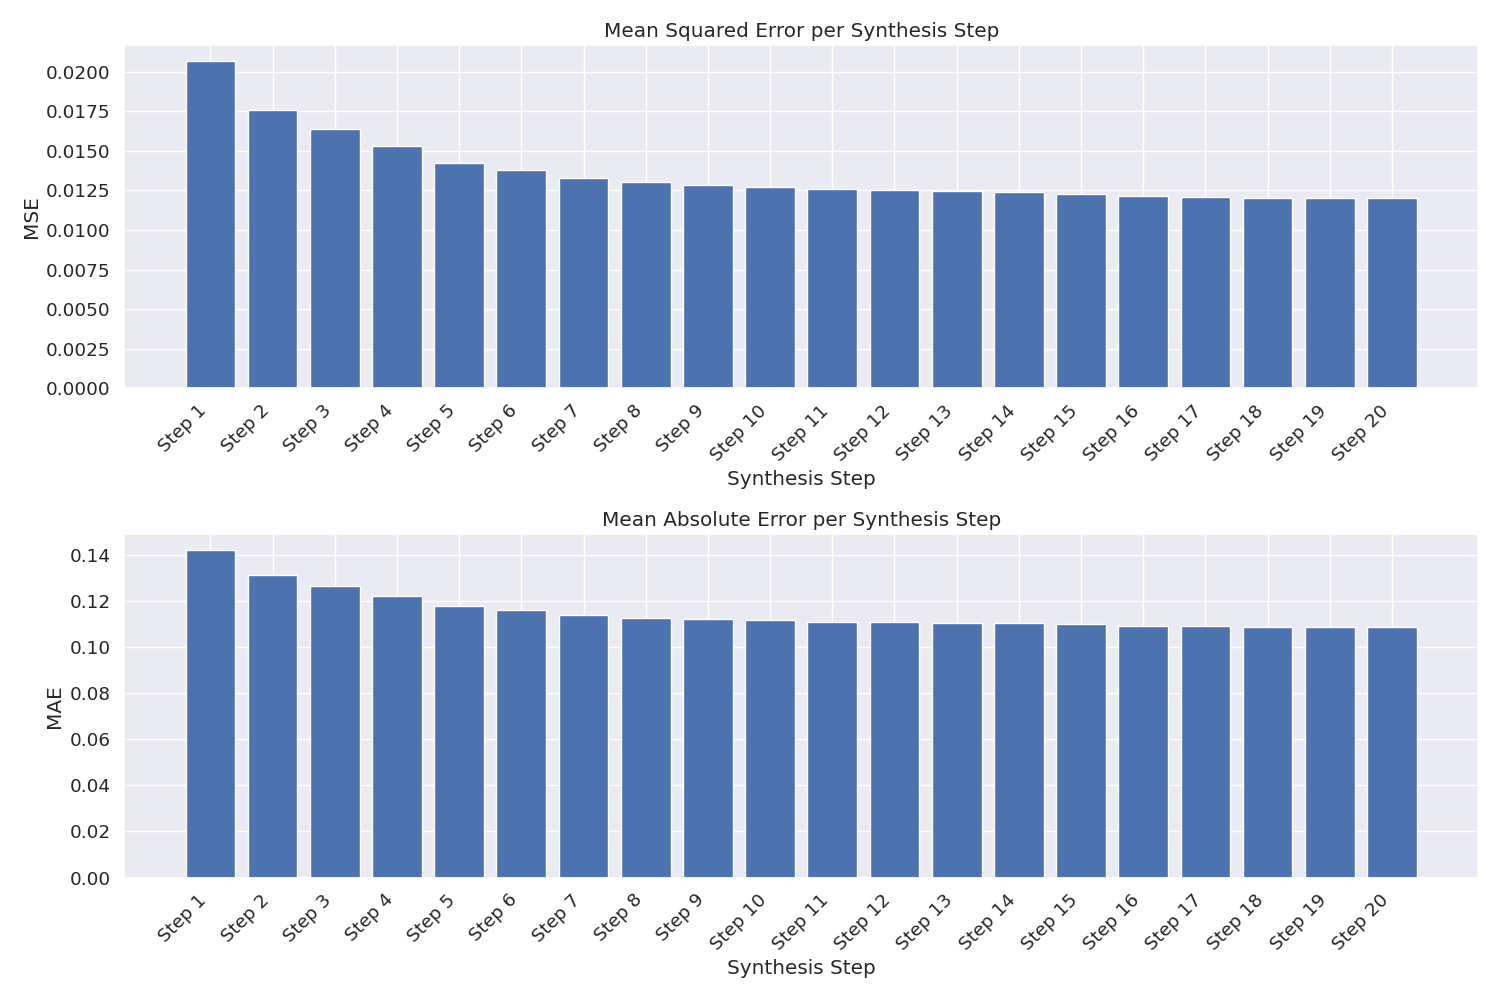 Mean Squared Error per Synthesis Step
MSE
0.0200
0.0175
0.0150
0.0125
0.0100
0.0075
0.0050
0.0025
0.0000
Step 1
Step 2
Step 3
Step 4
Step 5
Step 6
Step 7
Step 8
Step 9
Step 10
Step 11
Step 12
Step 13
Step 14
Step 15
Step 16
Step 17
Step 18
Step 19
Step 20
Synthesis Step
Mean Absolute Error per Synthesis Step
MAE
0.14
0.12
0.10
0.08
0.06
0.04
0.02
0.00
Step 1
Step 2
Step 3
Step 4
Step 5
Step 6
Step 7
Step 8
Step 9
Step 10
Step 11
Step 12
Step 13
Step 14
Step 15
Step 16
Step 17
Step 18
Step 19
Step 20
Synthesis Step